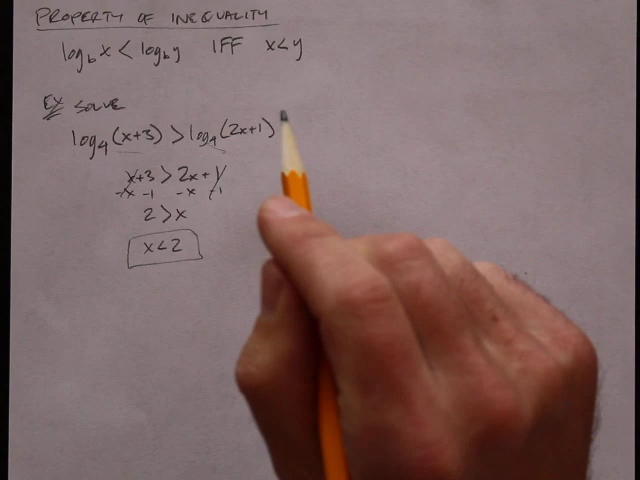 PROPERTY OF INEQUALITY
log_b x < log_b y IFF x < y
EX SOLVE
log_4 (x+3) > log_4 (2x+1)
x+3 > 2x+1
-x -1 -x -1
2 > x
x < 2